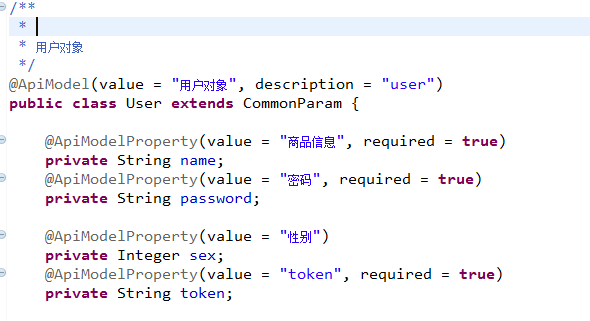 /**
 *
 * 用户对象
 */
@ApiModel(value = "用户对象", description = "user")
public class User extends CommonParam {
    @ApiModelProperty(value = "商品信息", required = true)
    private String name;
    @ApiModelProperty(value = "密码", required = true)
    private String password;
    @ApiModelProperty(value = "性别")
    private Integer sex;
    @ApiModelProperty(value = "token", required = true)
    private String token;